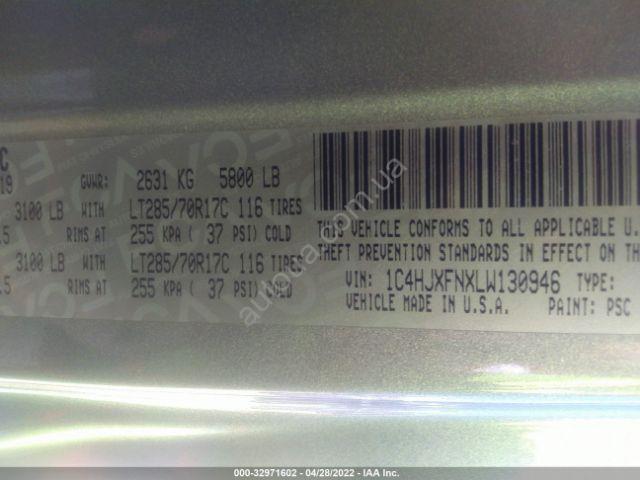 C
19
GVWR: 2631 KG 5800 LB
3100 LB WITH LT285/70R17C 116 TIRES
.5 RIMS AT 255 KPA ( 37 PSI) COLD
3100 LB WITH LT285/70R17C 116 TIRES
.5 RIMS AT 255 KPA ( 37 PSI) COLD
THIS VEHICLE CONFORMS TO ALL APPLICABLE U.
THEFT PREVENTION STANDARDS IN EFFECT ON THE
VIN: 1C4HJXFNXLW130946 TYPE:
VEHICLE MADE IN U.S.A. PAINT: PSC
autoauctions.com.ua
000-32971602 / 04/28/2022 - IAA Inc.